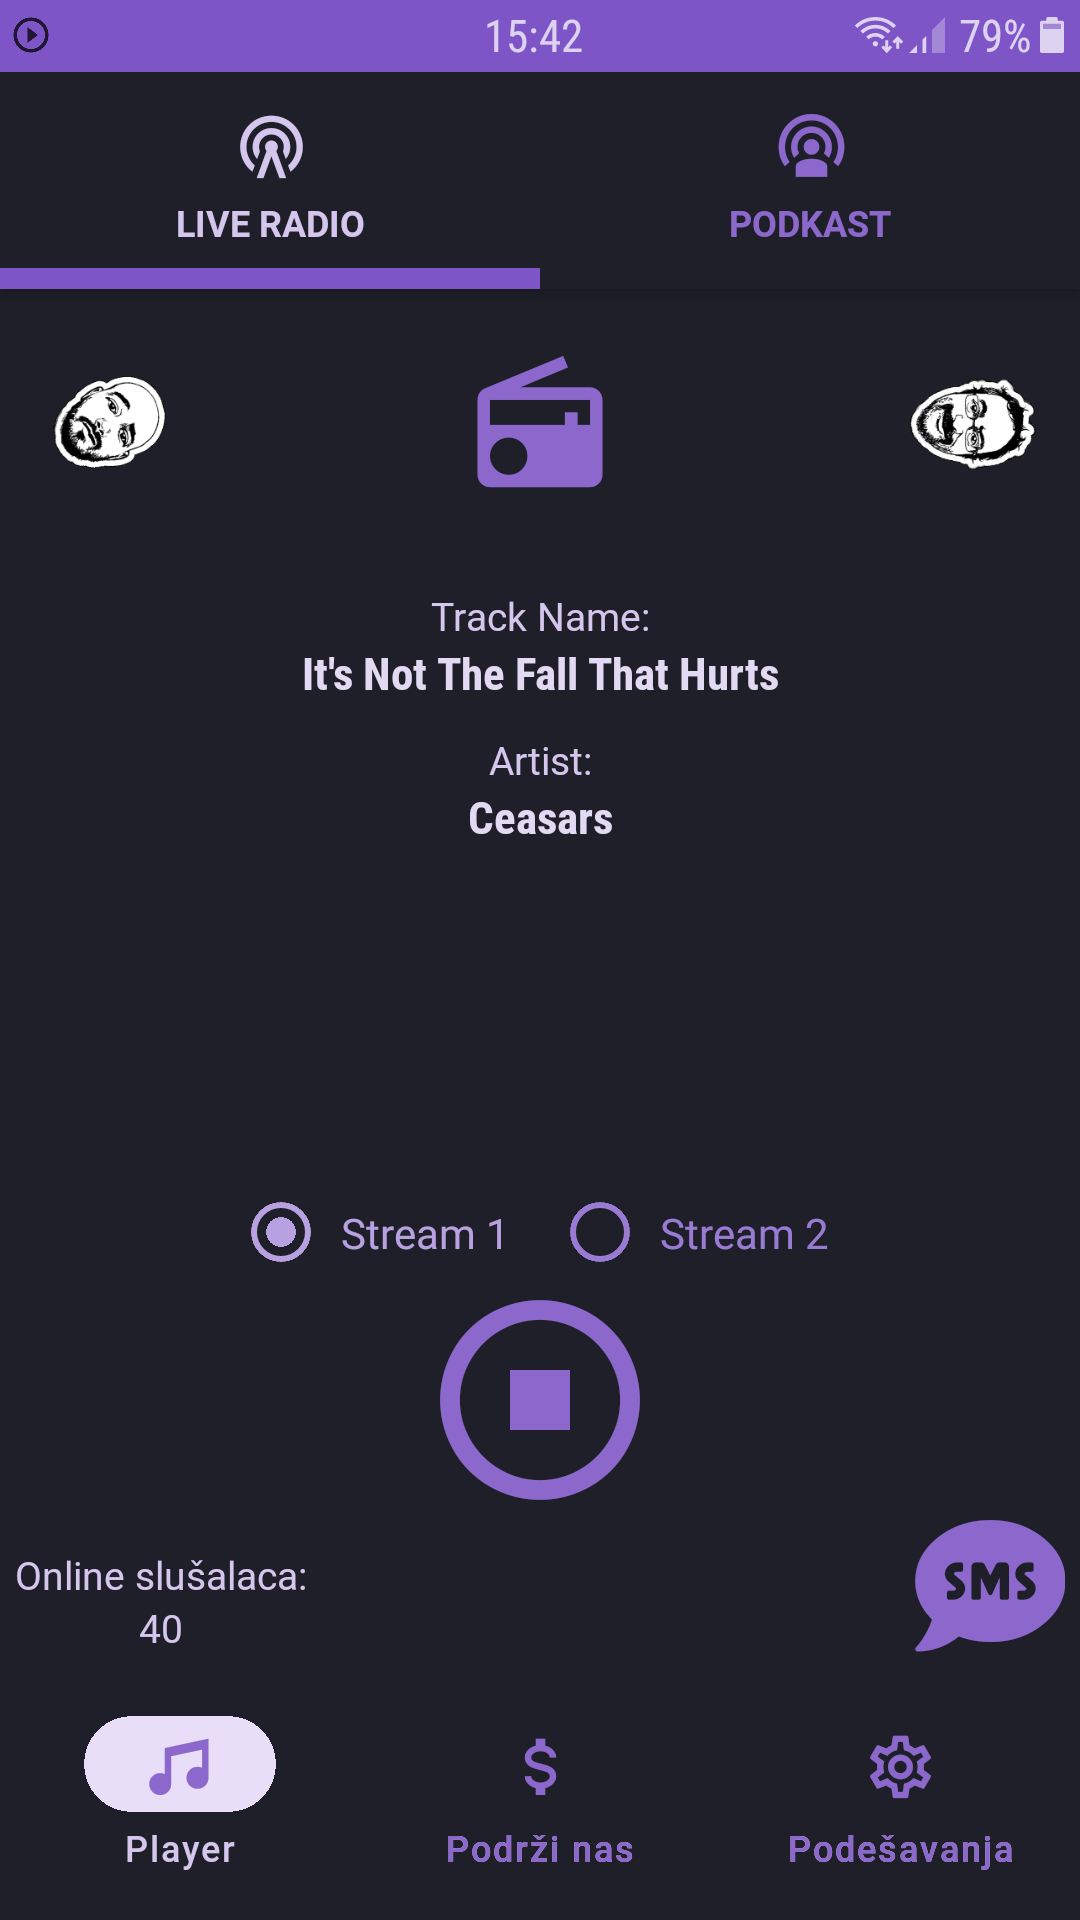 15:42
79%
LIVE RADIO
PODKAST
Track Name:
It's Not The Fall That Hurts
Artist:
Ceasars
Stream 1
Stream 2
Online slušalaca:
40
SMS
Player
Podrži nas
Podešavanja